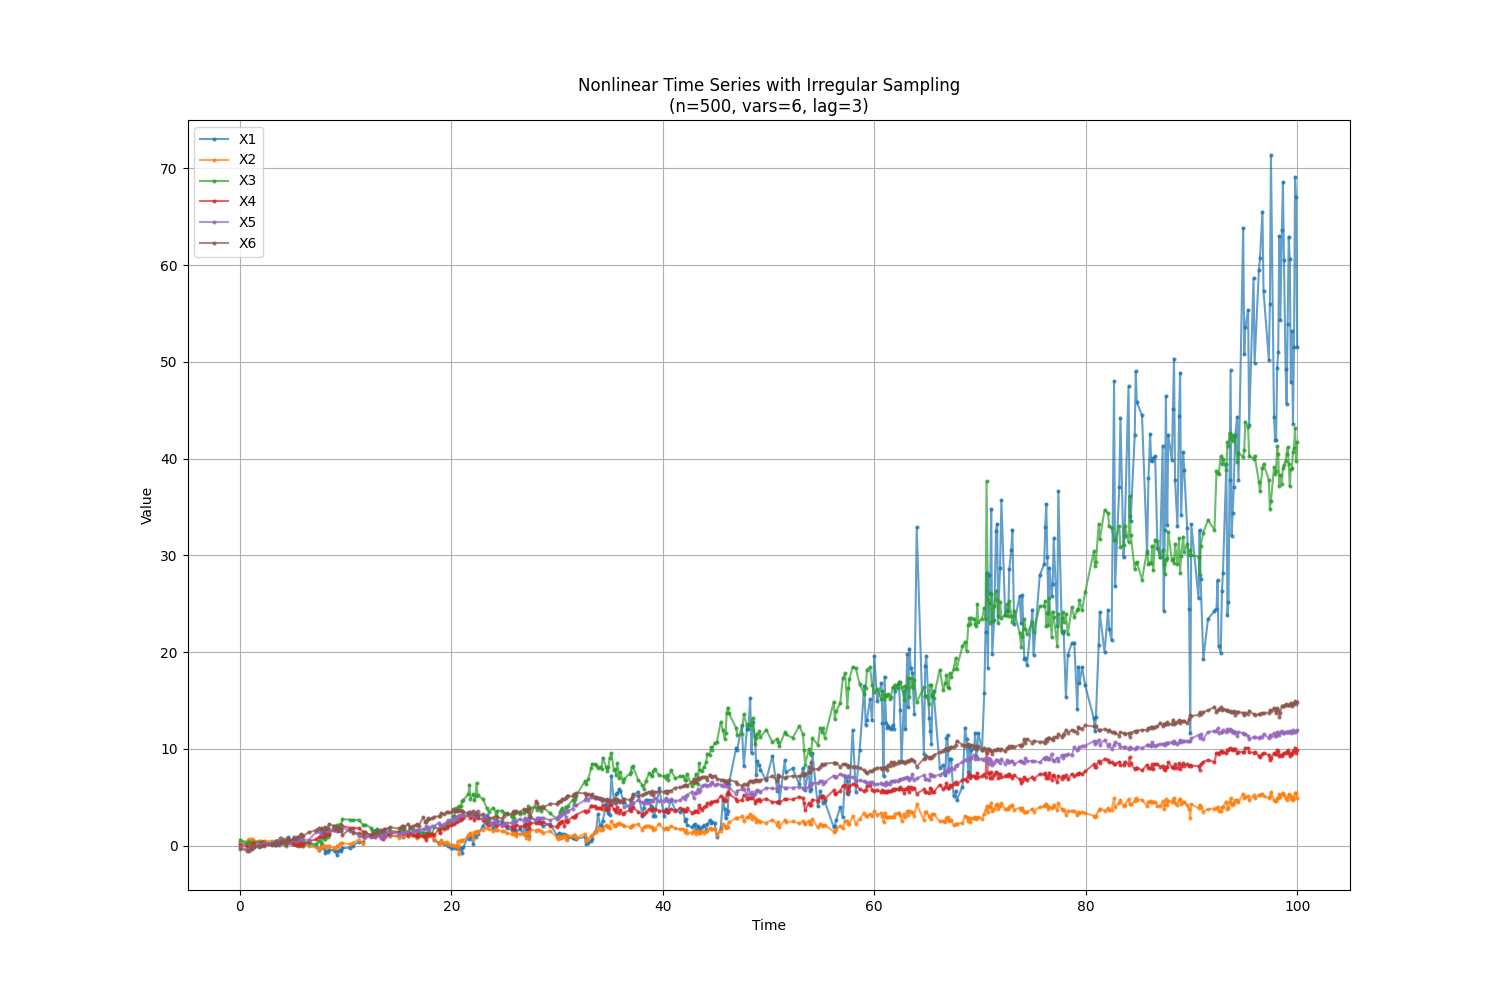 Nonlinear Time Series with Irregular Sampling
(n=500, vars=6, lag=3)
X1
X2
X3
X4
X5
X6
70
60
50
40
30
20
10
0
Value
0 20 40 60 80 100
Time